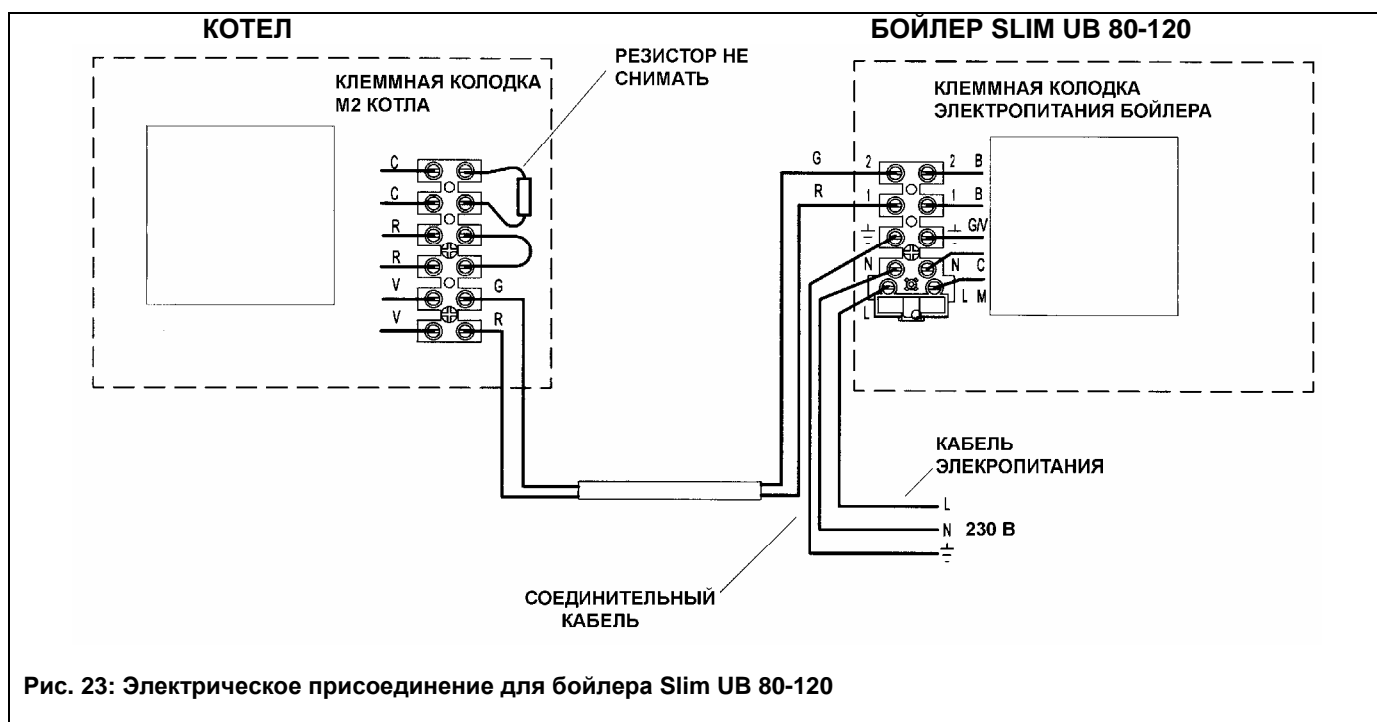 КОТЕЛ
БОЙЛЕР SLIM UB 80-120
РЕЗИСТОР НЕ
СНИМАТЬ
КЛЕММНАЯ КОЛОДКА
М2 КОТЛА
КЛЕММНАЯ КОЛОДКА
ЭЛЕКТРОПИТАНИЯ БОЙЛЕРА
C
C
R
R
V
V
G
R
G
R
2
1
N
L
2 B
1 B
G/V
N C
L M
КАБЕЛЬ
ЭЛЕКРОПИТАНИЯ
L
N 230 В
СОЕДИНИТЕЛЬНЫЙ
КАБЕЛЬ
Рис. 23: Электрическое присоединение для бойлера Slim UB 80-120